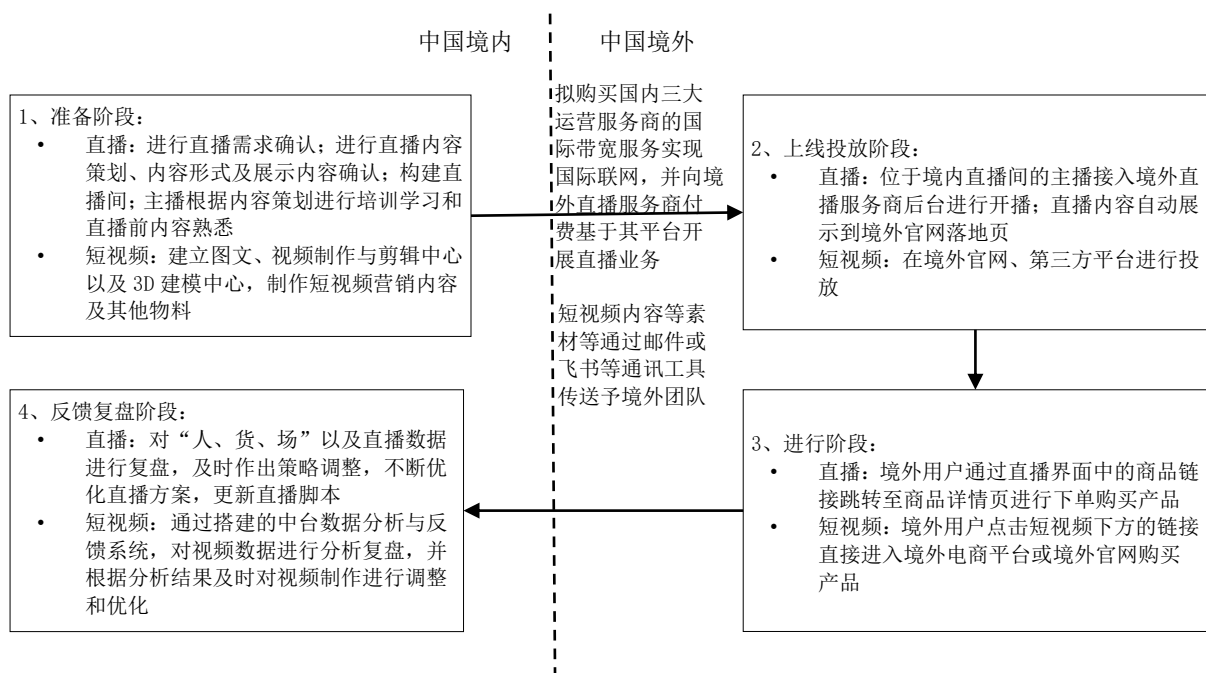 中国境内
中国境外
1、准备阶段：
• 直播：进行直播需求确认；进行直播内容
策划、内容形式及展示内容确认；构建直
播间；主播根据内容策划进行培训学习和
直播前内容熟悉
• 短视频：建立图文、视频制作与剪辑中心
以及 3D 建模中心，制作短视频营销内容
及其他物料
拟购买国内三大
运营服务商的国
际带宽服务实现
国际联网，并向境
外直播服务商付
费基于其平台开
展直播业务
短视频内容等素
材等通过邮件或
飞书等通讯工具
传送予境外团队
2、上线投放阶段：
• 直播：位于境内直播间的主播接入境外直
播服务商后台进行开播；直播内容自动展
示到境外官网落地页
• 短视频：在境外官网、第三方平台进行投
放
3、进行阶段：
• 直播：境外用户通过直播界面中的商品链
接跳转至商品详情页进行下单购买产品
• 短视频：境外用户点击短视频下方的链接
直接进入境外电商平台或境外官网购买
产品
4、反馈复盘阶段：
• 直播：对“人、货、场”以及直播数据
进行复盘，及时作出策略调整，不断优
化直播方案，更新直播脚本
• 短视频：通过搭建的中台数据分析与反
馈系统，对视频数据进行分析复盘，并
根据分析结果及时对视频制作进行调整
和优化